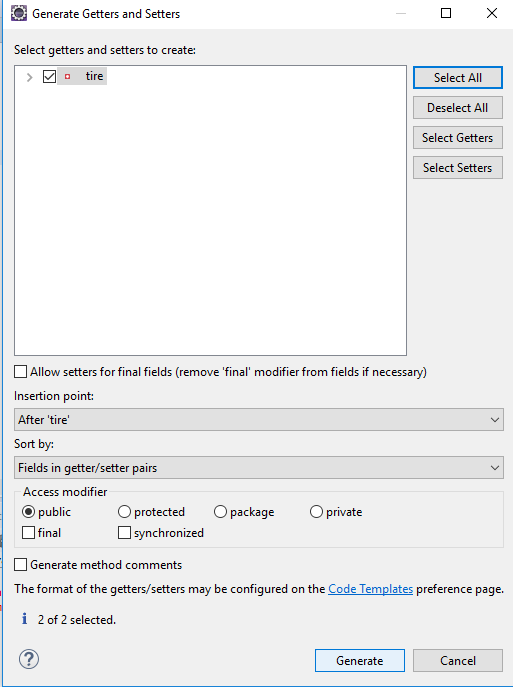 Generate Getters and Setters
Select getters and setters to create:
tire
Select All
Deselect All
Select Getters
Select Setters
Allow setters for final fields (remove 'final' modifier from fields if necessary)
Insertion point:
After 'tire'
Sort by:
Fields in getter/setter pairs
Access modifier
public protected package private
final synchronized
Generate method comments
The format of the getters/setters may be configured on the Code Templates preference page.
2 of 2 selected.
Generate Cancel